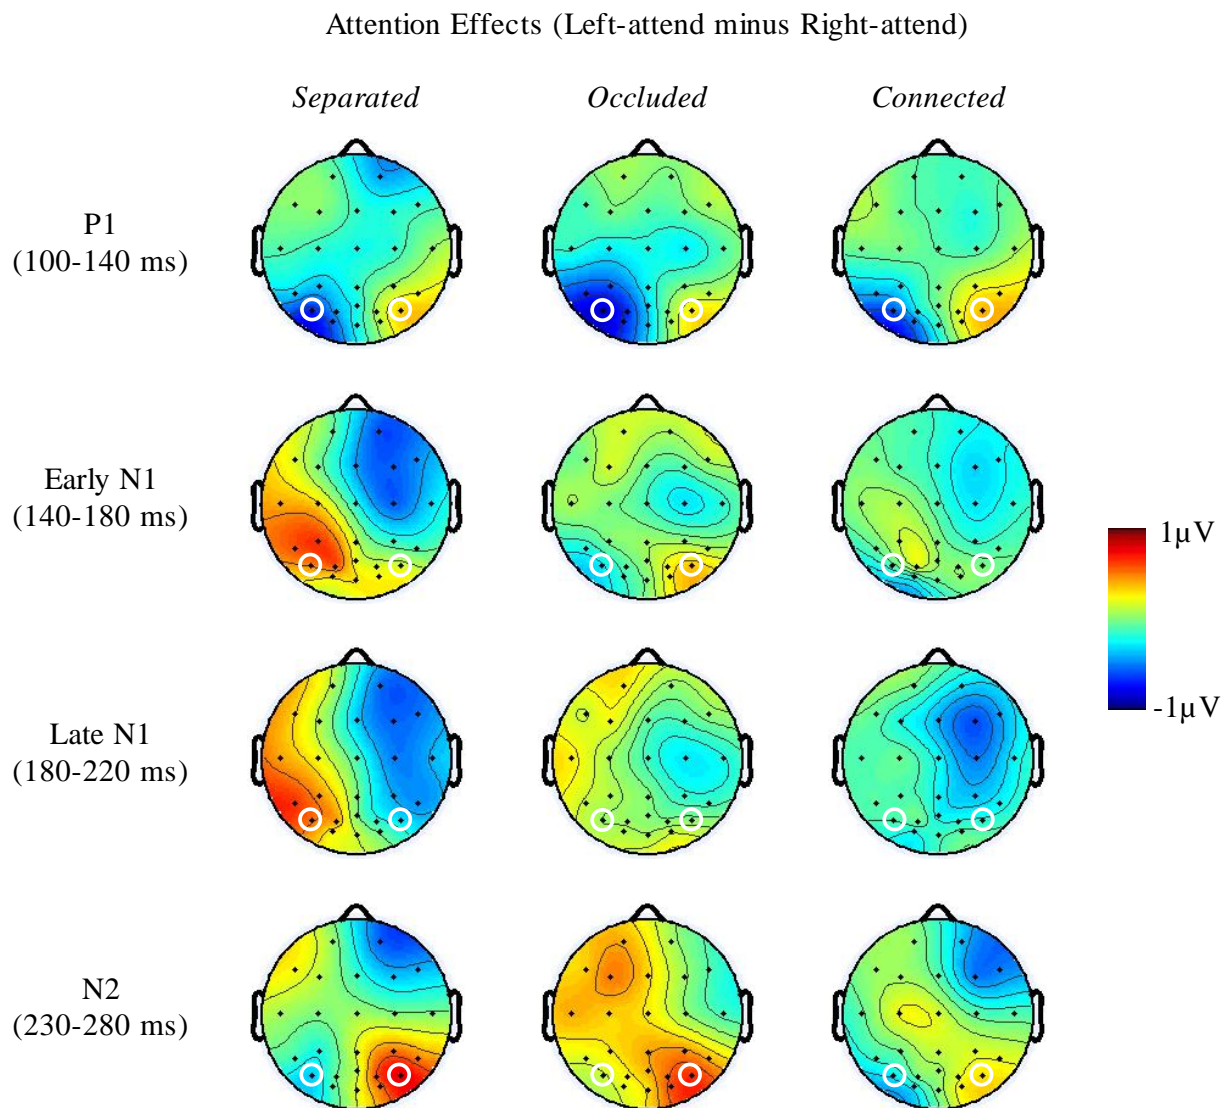 Attention Effects (Left-attend minus Right-attend)
Separated
Occluded
Connected
P1
(100-140 ms)
Early N1
(140-180 ms)
1µV
-1µV
Late N1
(180-220 ms)
N2
(230-280 ms)